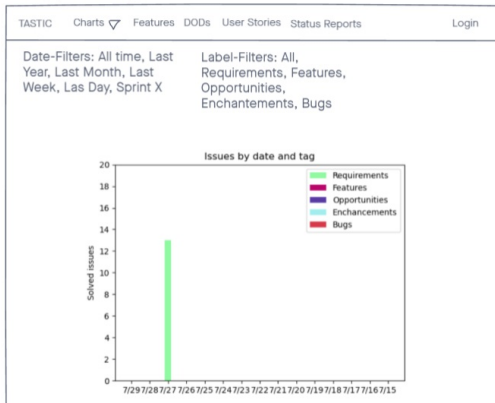 TASTIC Charts Features DODs User Stories Status Reports Login
Date-Filters: All time, Last
Year, Last Month, Last
Week, Las Day, Sprint X
Label-Filters: All,
Requirements, Features,
Opportunities,
Enchantements, Bugs
Issues by date and tag
Requirements
Features
Opportunities
Enchancements
Bugs
Solved issues
20
18
16
14
12
10
8
6
4
2
0
7/29 7/28 7/27 7/26 7/25 7/24 7/23 7/22 7/21 7/20 7/19 7/18 7/17 7/16 7/15